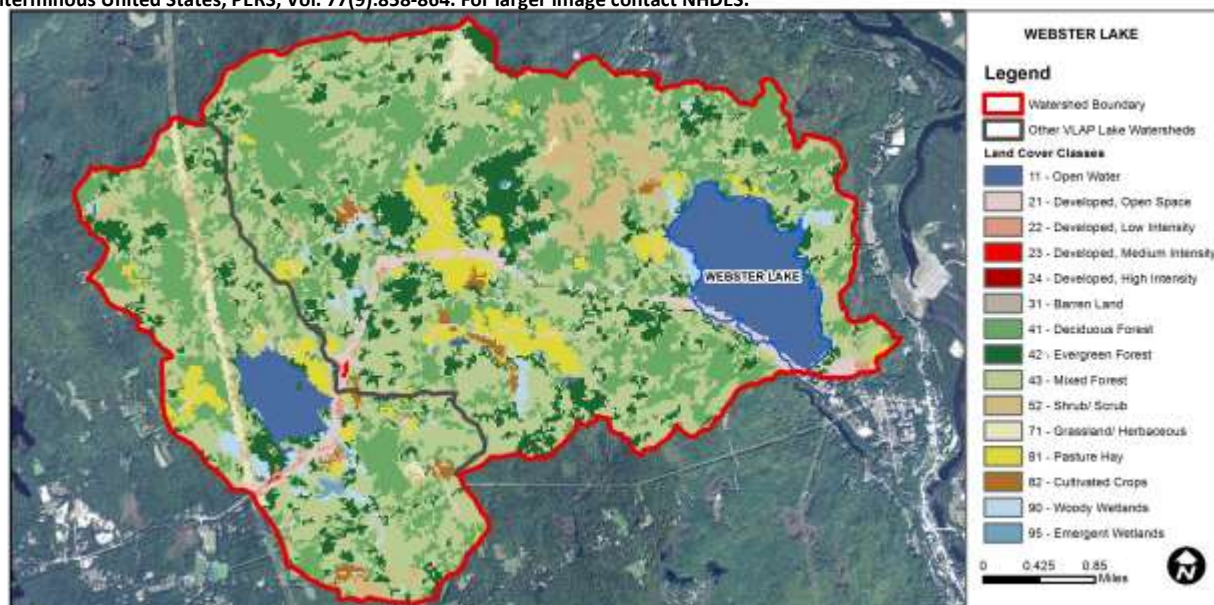 nterminous United States, PERS, Vol. 77(9):858-864. For larger image contact NHDES.
WEBSTER LAKE
Legend
Watershed Boundary
Other VLAP Lake Watersheds
Land Cover Classes
11 - Open Water
21 - Developed, Open Space
22 - Developed, Low Intensity
23 - Developed, Medium Intensity
24 - Developed, High Intensity
31 - Barren Land
41 - Deciduous Forest
42 - Evergreen Forest
43 - Mixed Forest
52 - Shrub/ Scrub
71 - Grassland/ Herbaceous
81 - Pasture Hay
82 - Cultivated Crops
90 - Woody Wetlands
95 - Emergent Wetlands
0 0.425 0.85
Miles
N
WEBSTER LAKE